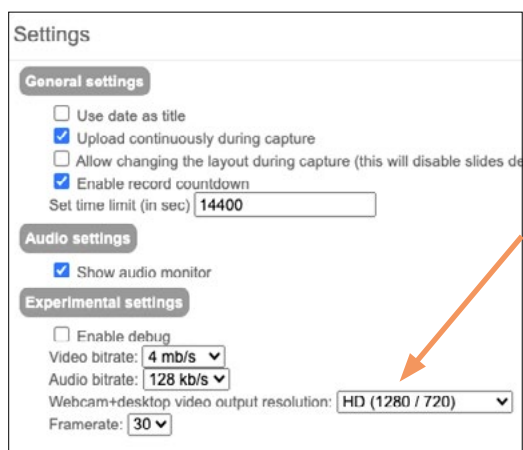 Settings
General settings
Use date as title
Upload continuously during capture
Allow changing the layout during capture (this will disable slides de
Enable record countdown
Set time limit (in sec) 14400
Audio settings
Show audio monitor
Experimental settings
Enable debug
Video bitrate: 4 mb/s
Audio bitrate: 128 kb/s
Webcam+desktop video output resolution: HD (1280 / 720)
Framerate: 30